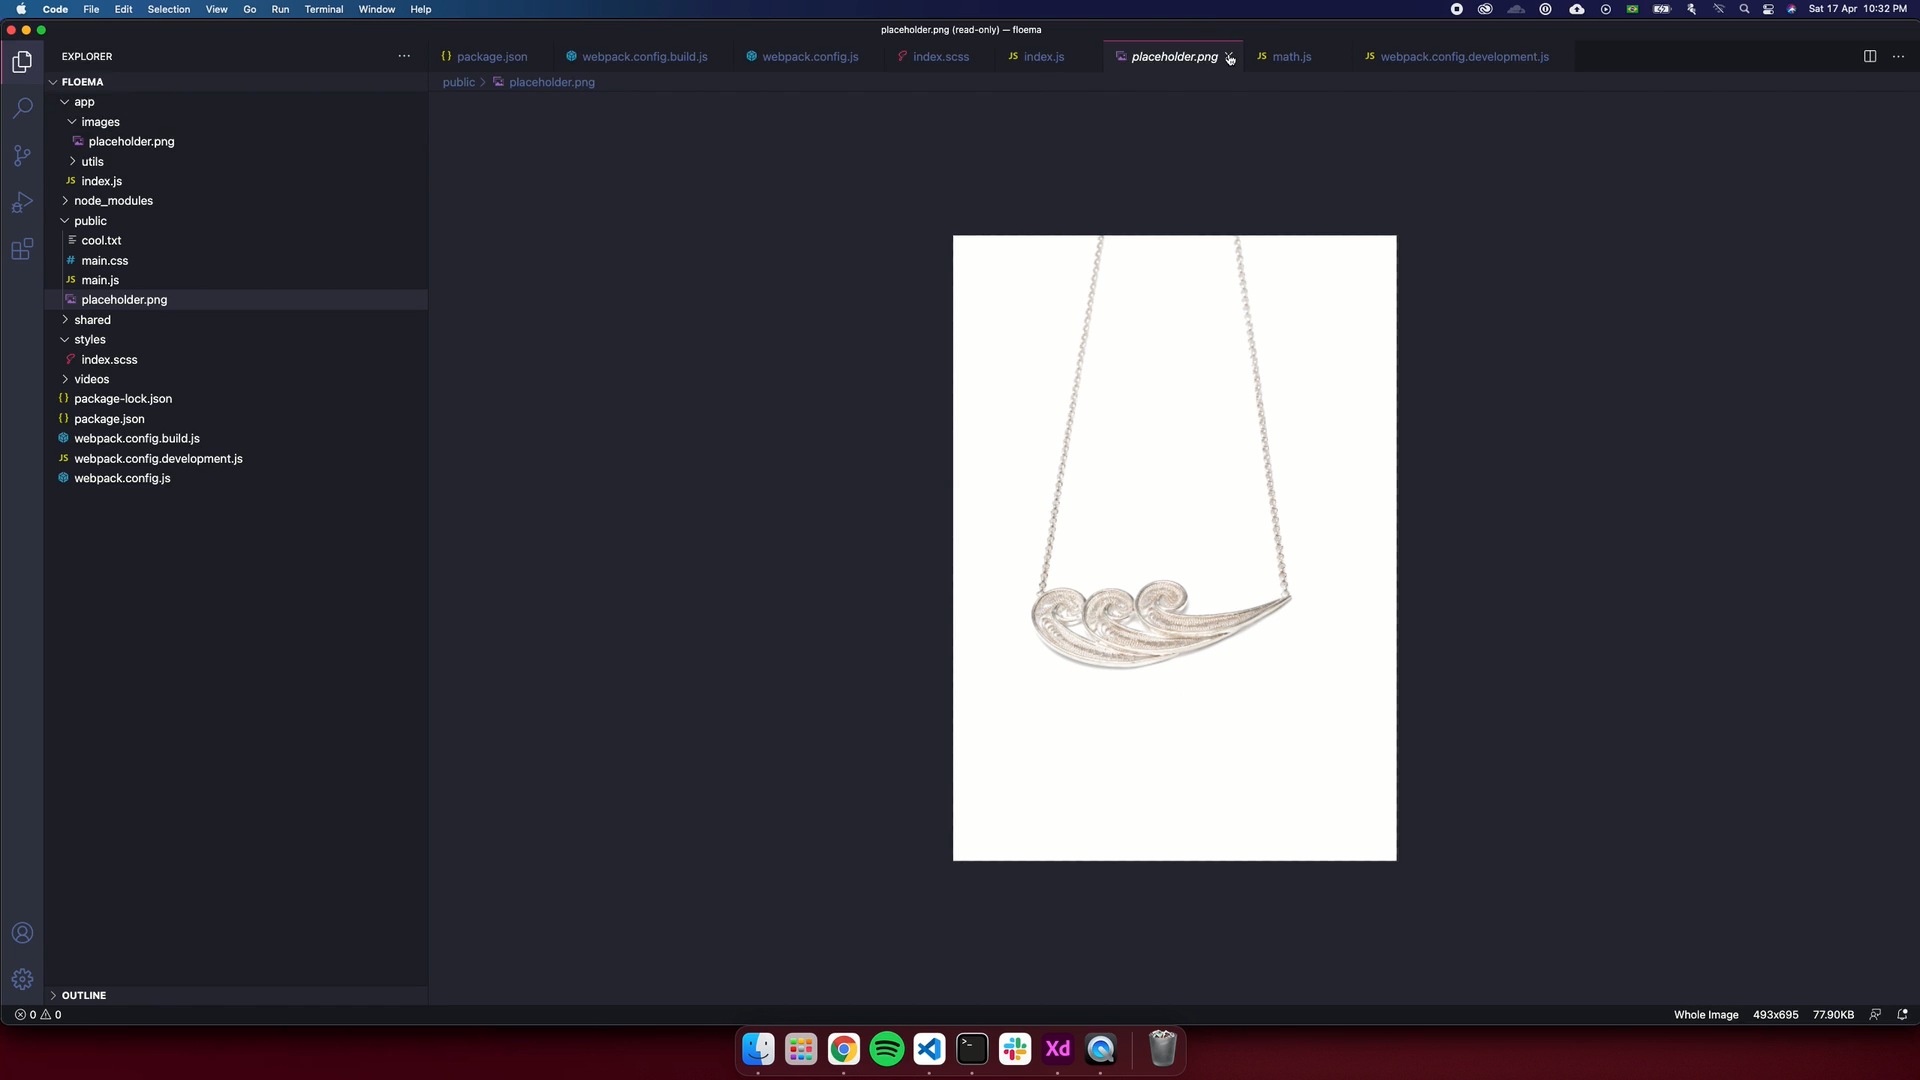 Code File Edit Selection View Go Run Terminal Window Help Sat 17 Apr 10:32 PM
placeholder.png (read-only) — floema
EXPLORER
package.json webpack.config.build.js webpack.config.js index.scss index.js placeholder.png math.js webpack.config.development.js
public > placeholder.png
FLOEMA
app
images
placeholder.png
utils
index.js
node_modules
public
cool.txt
main.css
main.js
placeholder.png
shared
styles
index.scss
videos
package-lock.json
package.json
webpack.config.build.js
webpack.config.development.js
webpack.config.js
OUTLINE
0 0
Whole Image 493x695 77.90KB
Xd